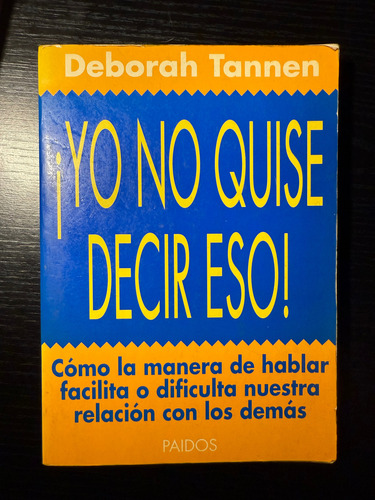 Deborah Tannen
¡YO NO QUISE
DECIR ESO!
Cómo la manera de hablar
facilita o dificulta nuestra
relación con los demás
PAIDOS